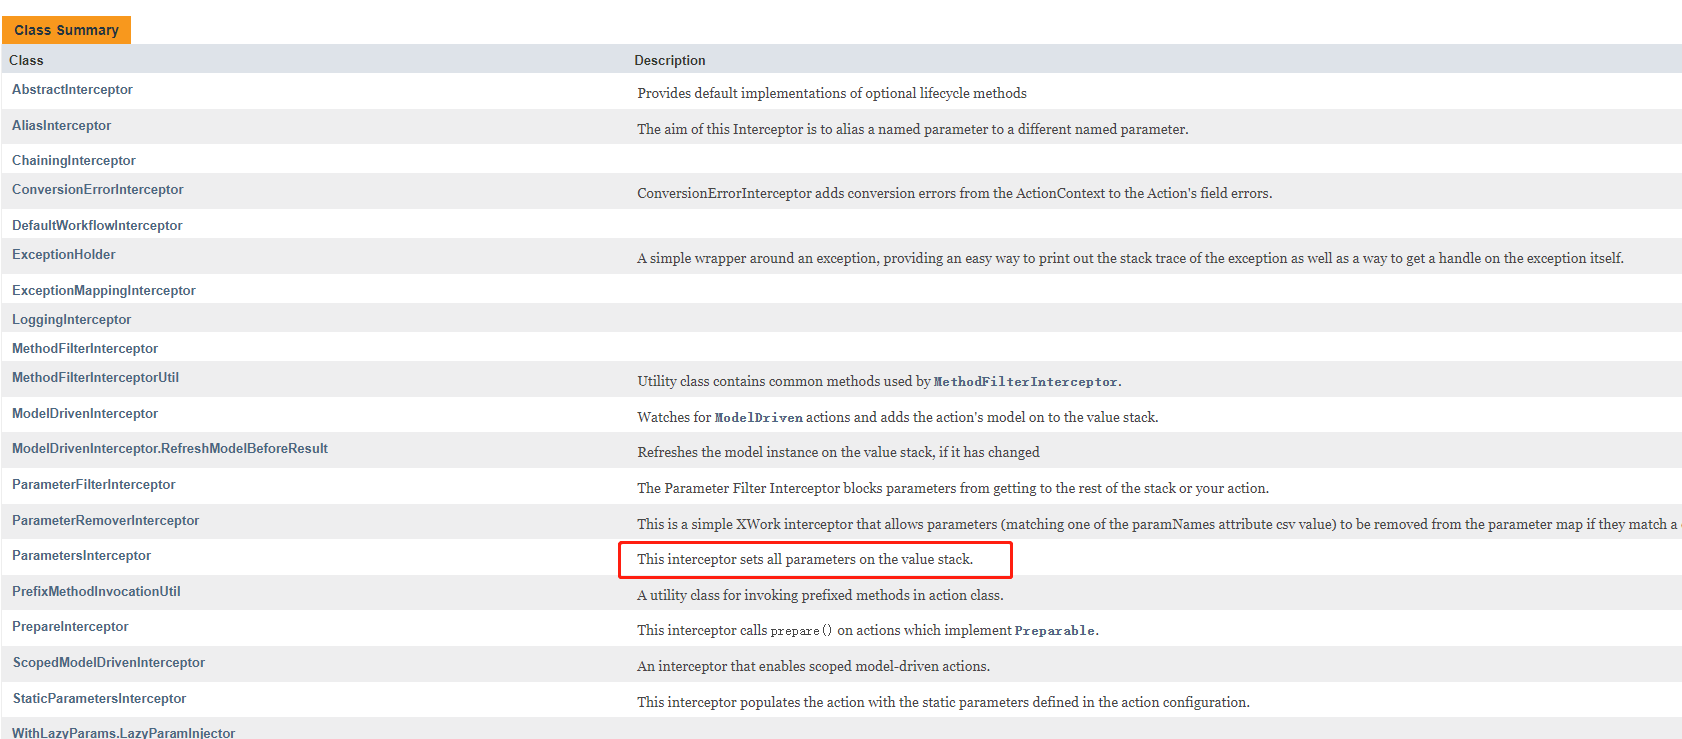 Class Summary
Class Description
AbstractInterceptor Provides default implementations of optional lifecycle methods
AliasInterceptor The aim of this Interceptor is to alias a named parameter to a different named parameter.
ChainingInterceptor
ConversionErrorInterceptor ConversionErrorInterceptor adds conversion errors from the ActionContext to the Action's field errors.
DefaultWorkflowInterceptor
ExceptionHolder A simple wrapper around an exception, providing an easy way to print out the stack trace of the exception as well as a way to get a handle on the exception itself.
ExceptionMappingInterceptor
LoggingInterceptor
MethodFilterInterceptor
MethodFilterInterceptorUtil Utility class contains common methods used by MethodFilterInterceptor.
ModelDrivenInterceptor Watches for ModelDriven actions and adds the action's model on to the value stack.
ModelDrivenInterceptor.RefreshModelBeforeResult Refreshes the model instance on the value stack, if it has changed
ParameterFilterInterceptor The Parameter Filter Interceptor blocks parameters from getting to the rest of the stack or your action.
ParameterRemoverInterceptor This is a simple XWork interceptor that allows parameters (matching one of the paramNames attribute csv value) to be removed from the parameter map if they match a
ParametersInterceptor This interceptor sets all parameters on the value stack.
PrefixMethodInvocationUtil A utility class for invoking prefixed methods in action class.
PrepareInterceptor This interceptor calls prepare() on actions which implement Preparable.
ScopedModelDrivenInterceptor An interceptor that enables scoped model-driven actions.
StaticParametersInterceptor This interceptor populates the action with the static parameters defined in the action configuration.
WithLazyParams.LazyParamInjector